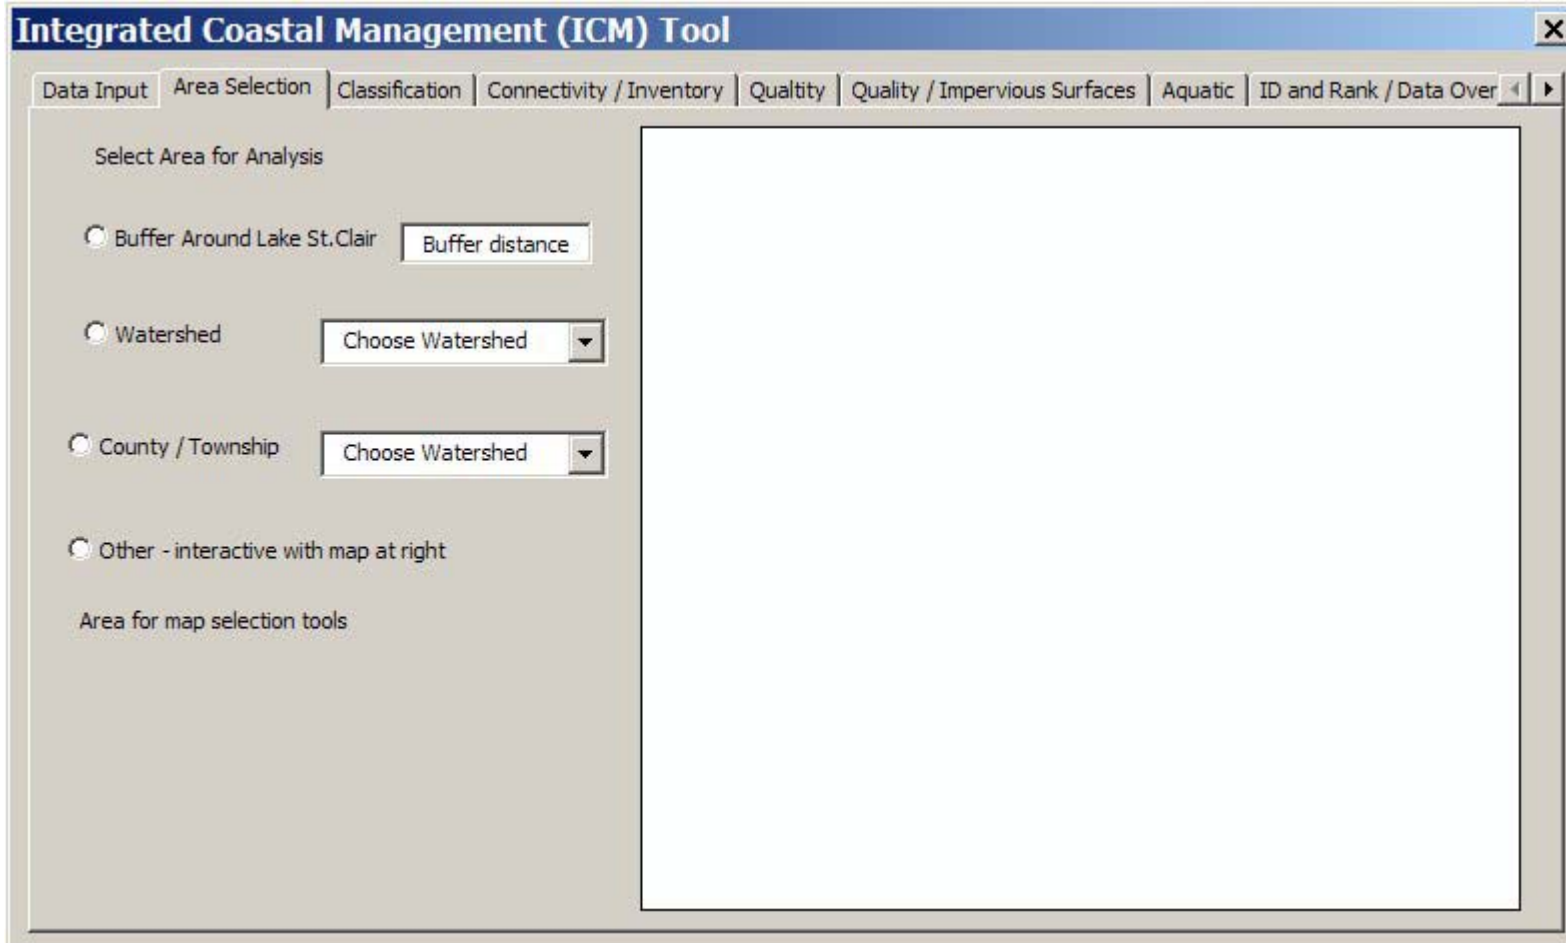 Integrated Coastal Management (ICM) Tool
Data Input Area Selection Classification Connectivity / Inventory Qualtity Quality / Impervious Surfaces Aquatic ID and Rank / Data Over
Select Area for Analysis
Buffer Around Lake St.Clair Buffer distance
Watershed Choose Watershed
County / Township Choose Watershed
Other - interactive with map at right
Area for map selection tools